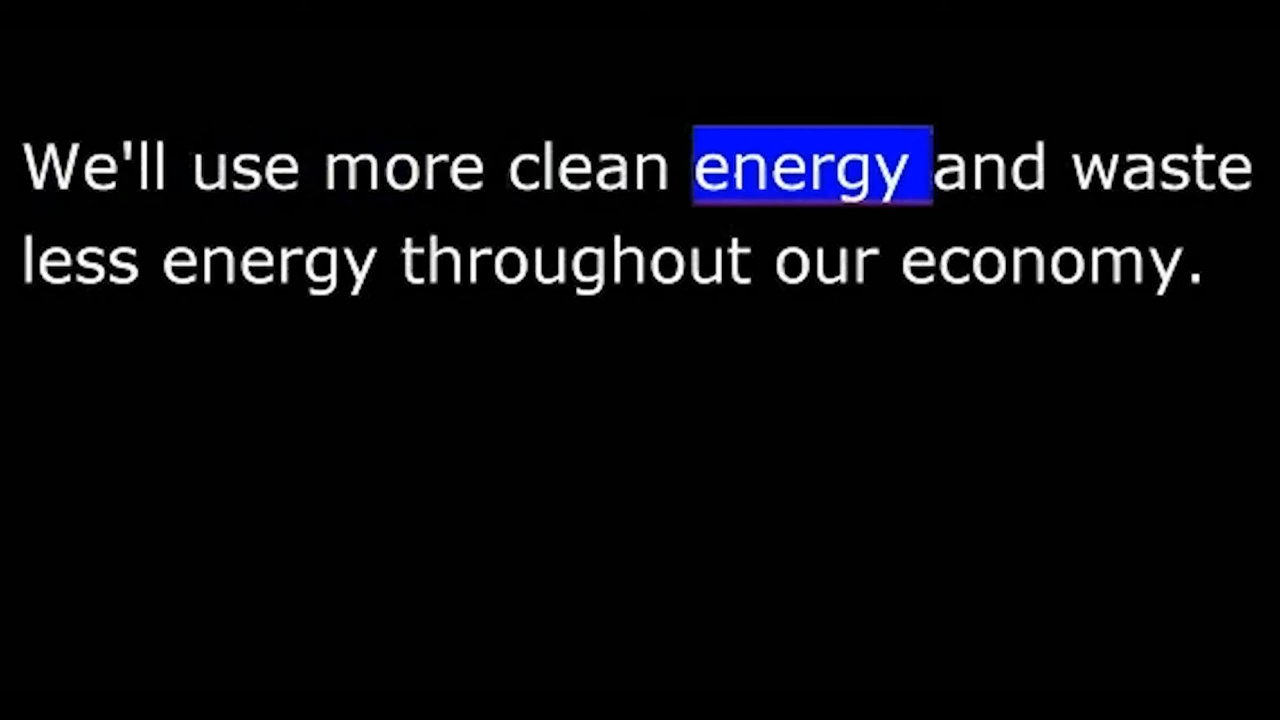 We'll use more clean energy and waste
less energy throughout our economy.